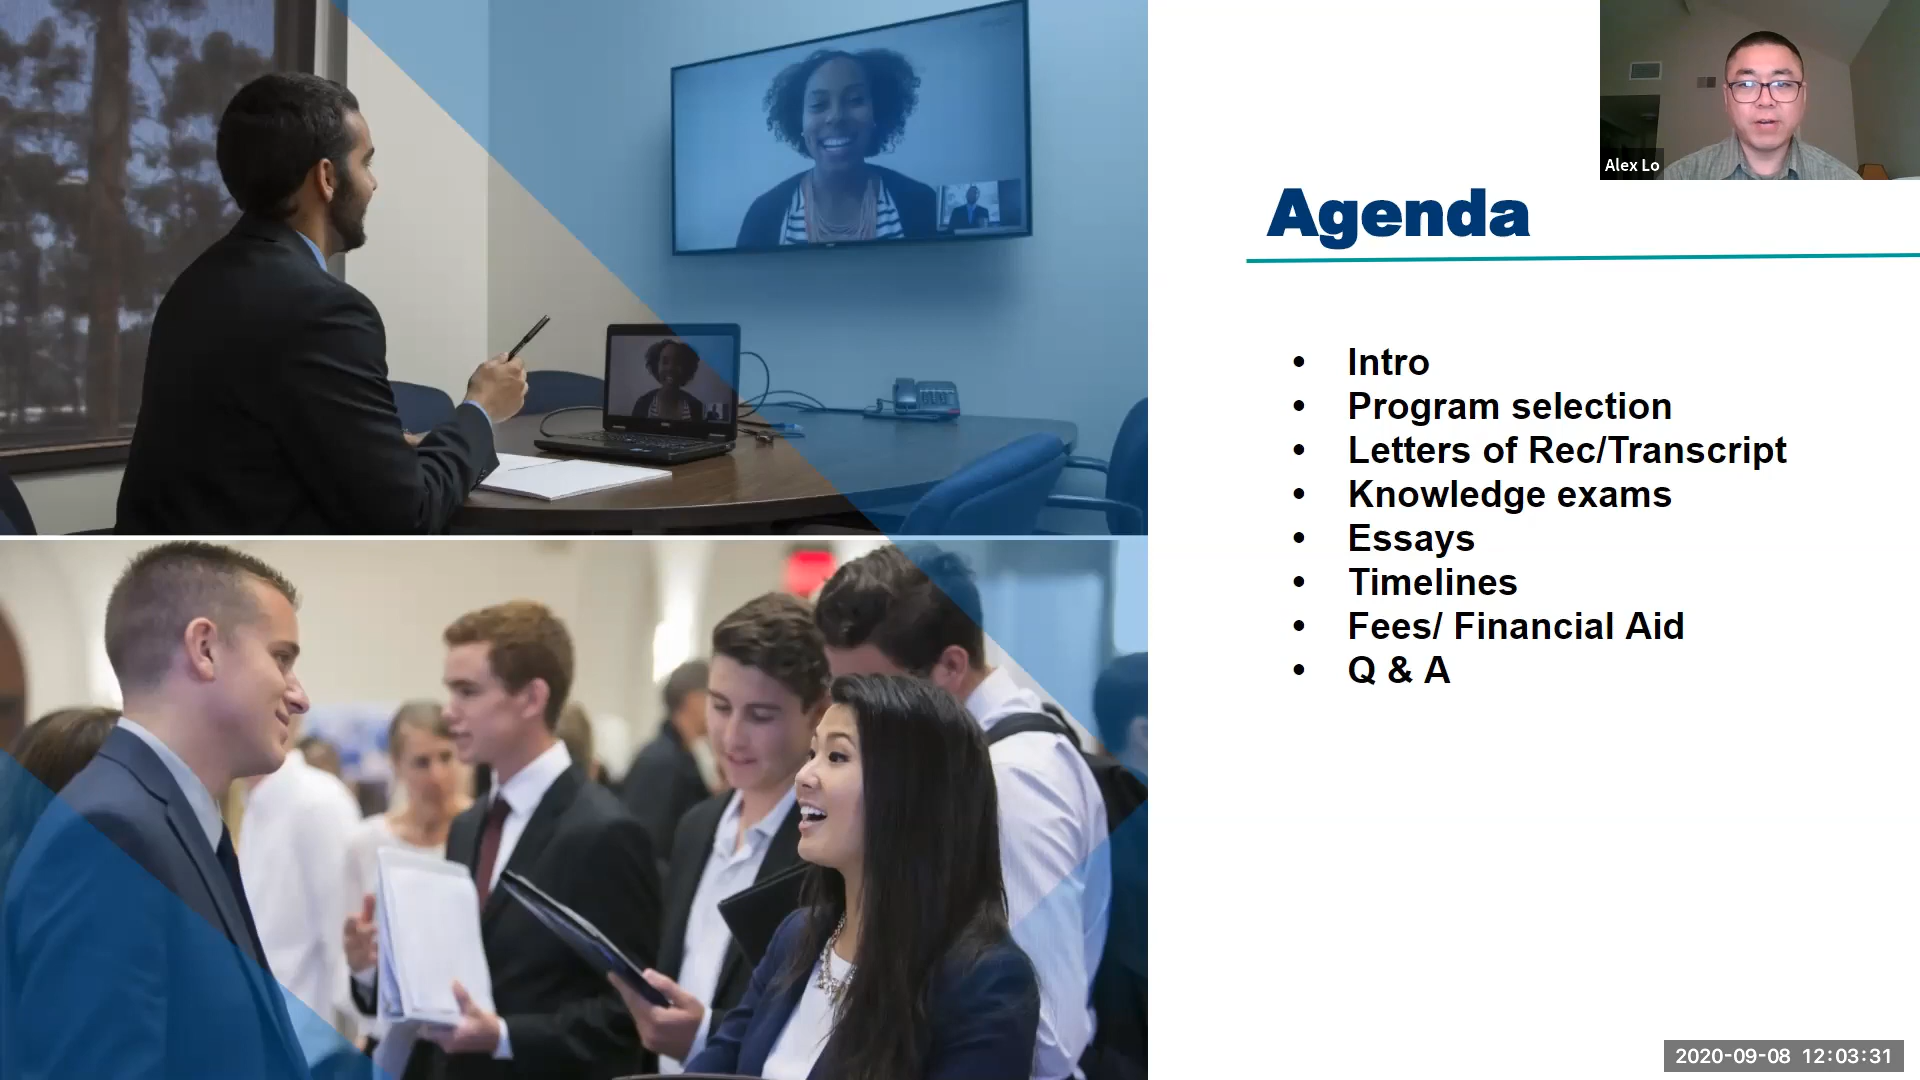 Alex Lo
Agenda
• Intro
• Program selection
• Letters of Rec/Transcript
• Knowledge exams
• Essays
• Timelines
• Fees/ Financial Aid
• Q & A
2020-09-08 12:03:31